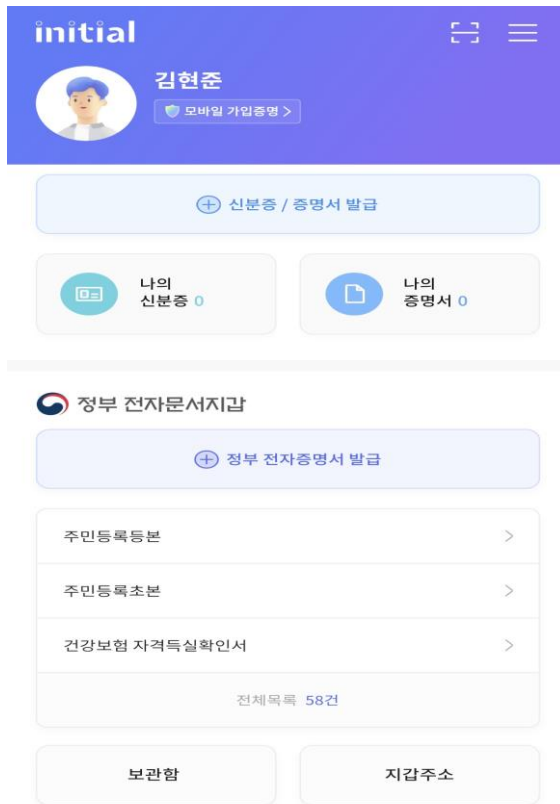 initial
김현준
모바일 가입증명 >
신분증 / 증명서 발급
나의
신분증 0
나의
증명서 0
정부 전자문서지갑
정부 전자증명서 발급
주민등록등본
주민등록초본
건강보험 자격득실확인서
전체목록 58건
보관함
지갑주소